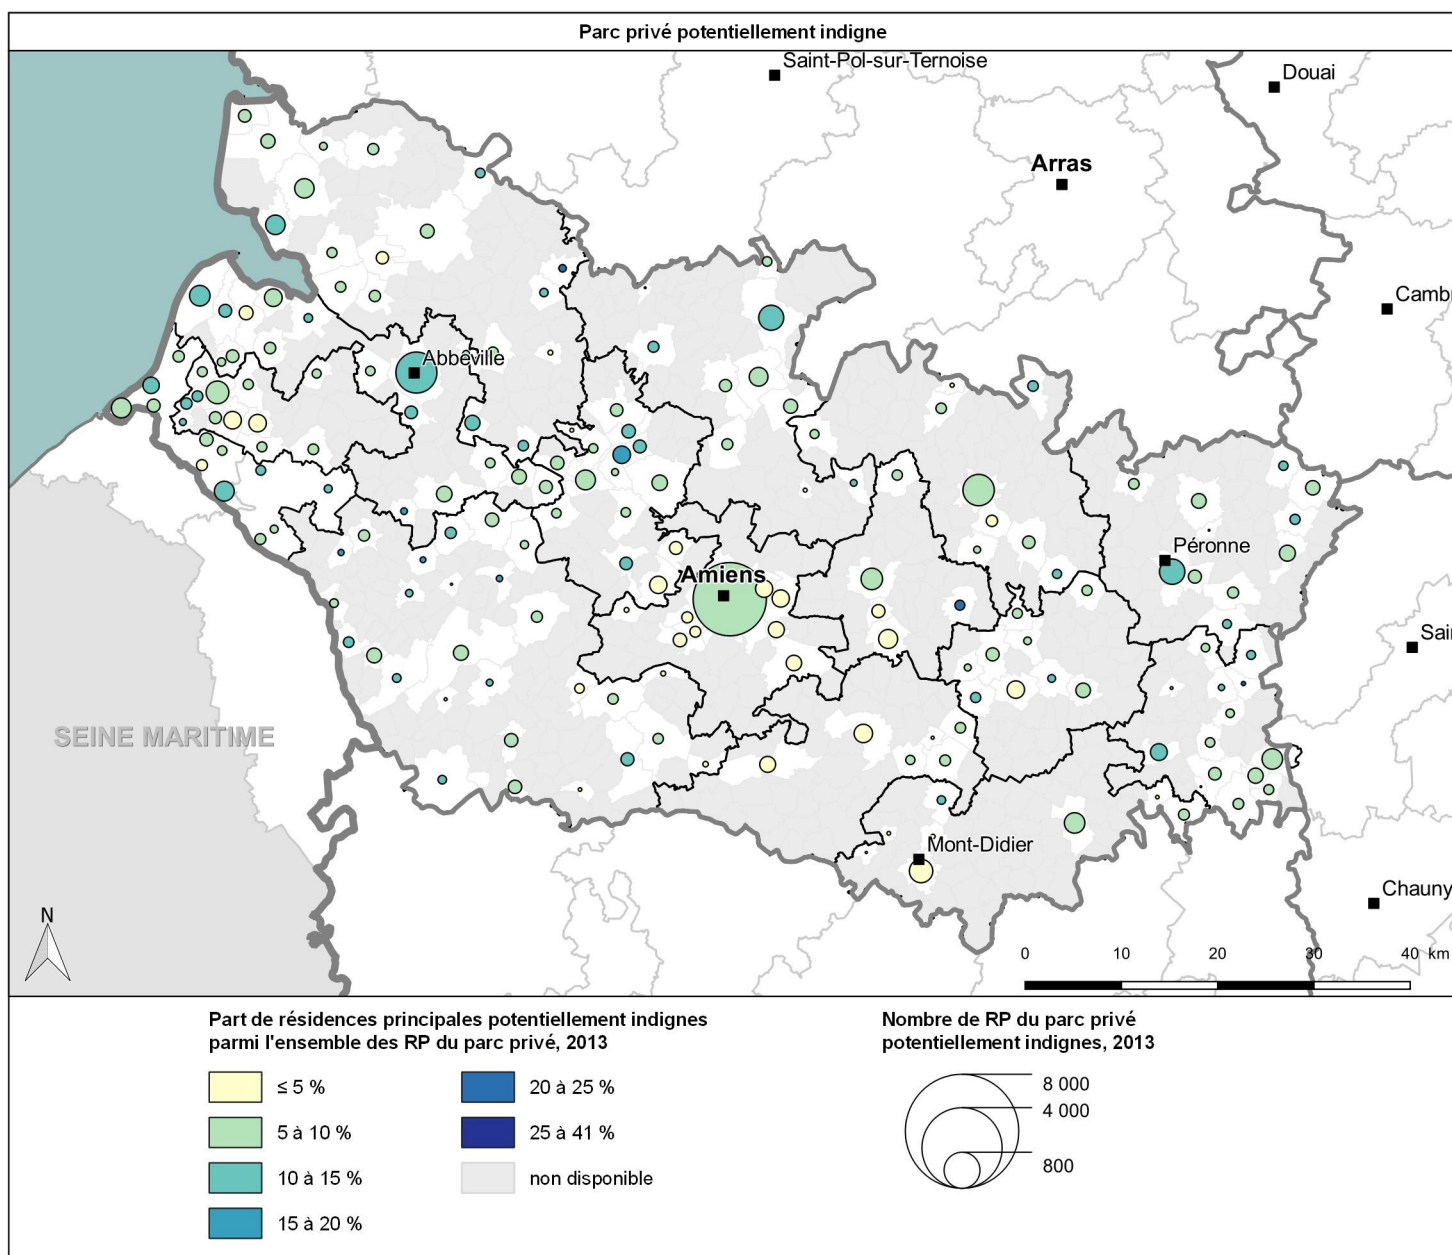 Parc privé potentiellement indigne
Saint-Pol-sur-Ternoise
Douai
Arras
Camb
Abbeville
Péronne
Amiens
Sai
SEINE MARITIME
Mont-Didier
Chauny
N
0 10 20 30 40 km
Part de résidences principales potentiellement indignes
parmi l'ensemble des RP du parc privé, 2013
≤ 5 %
5 à 10 %
10 à 15 %
15 à 20 %
20 à 25 %
25 à 41 %
non disponible
Nombre de RP du parc privé
potentiellement indignes, 2013
8 000
4 000
800